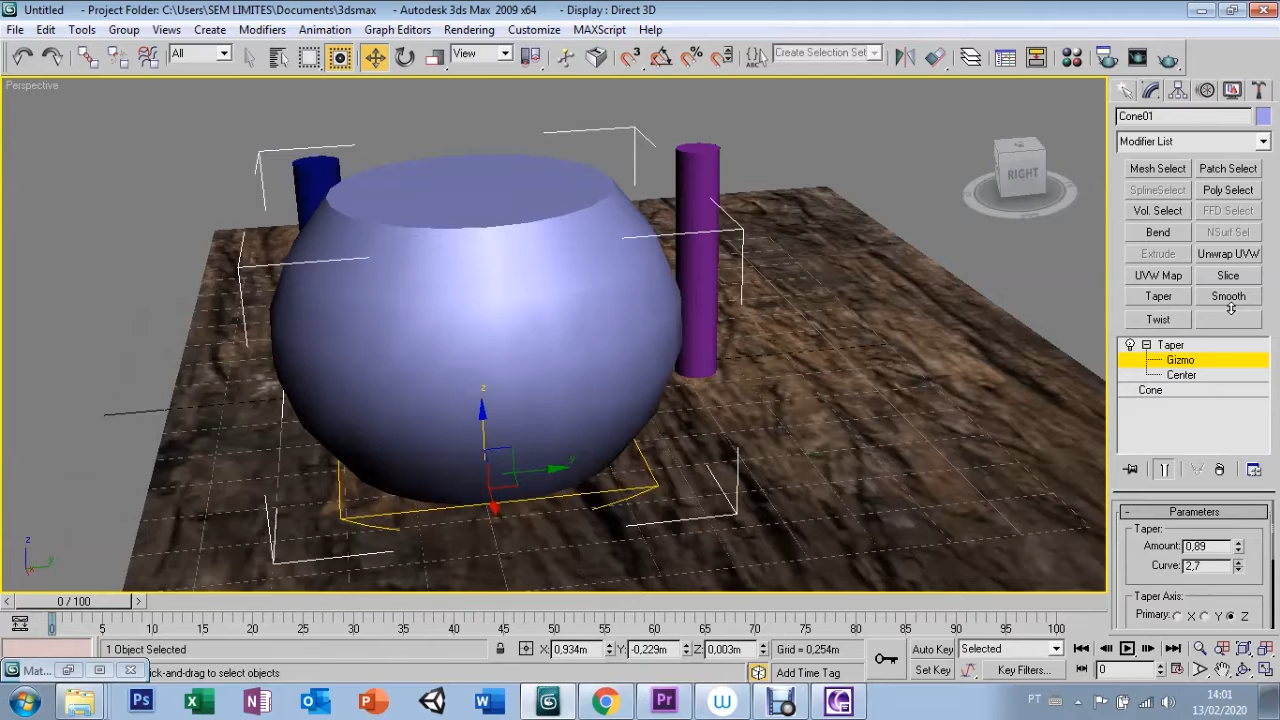 Untitled - Project Folder: C:\Users\SEM LIMITES\Documents\3dsmax - Autodesk 3ds Max 2009 x64 - Display : Direct 3D
File Edit Tools Group Views Create Modifiers Animation Graph Editors Rendering Customize MAXScript Help
All View Create Selection Set
Perspective
RIGHT
Cone01
Modifier List
Mesh Select Patch Select
SplineSelect Poly Select
Vol. Select FFD Select
Bend NSurf Sel
Extrude Unwrap UVW
UVW Map Slice
Taper Smooth
Twist
Taper
Gizmo
Center
Cone
Parameters
Taper:
Amount: 0,89
Curve: 2,7
Taper Axis:
Primary: X Y Z
z
y
z
y
x
0 / 100
0 5 10 15 20 25 30 35 40 45 50 55 60 65 70 75 80 85 90 95 100
1 Object Selected X: 0,934m Y: -0,229m Z: 0,003m Grid = 0,254m Auto Key Selected
Mat... ick-and-drag to select objects Add Time Tag Set Key Key Filters... 0
PT 14:01
13/02/2020